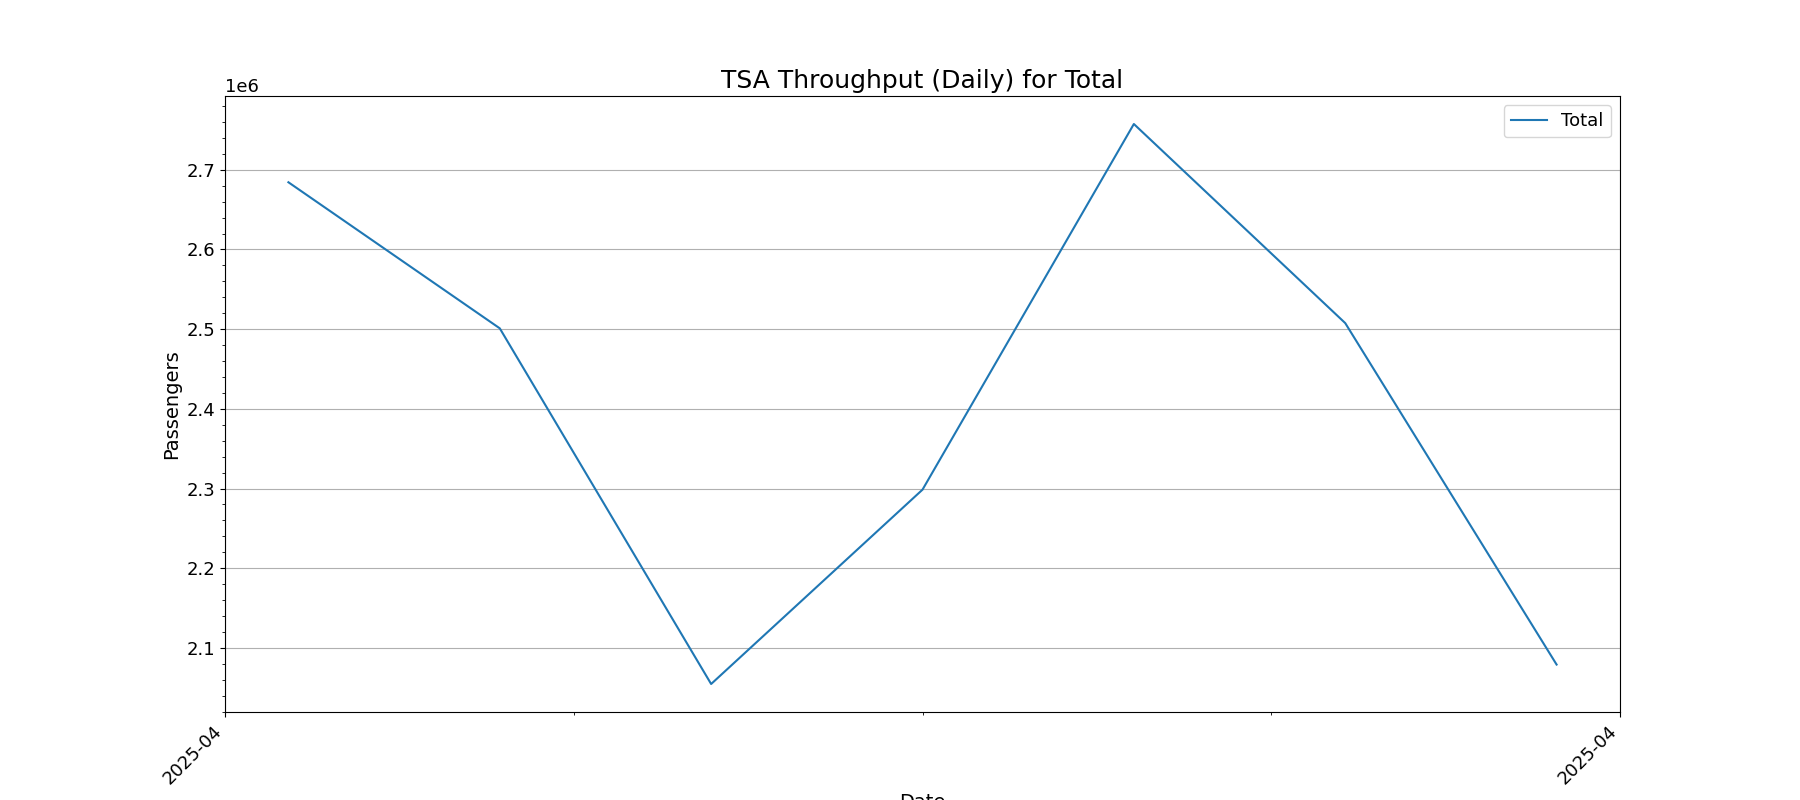 TSA Throughput (Daily) for Total
1e6
Total
2.7
2.6
2.5
2.4
2.3
2.2
2.1
Passengers
2025-04
2025-04
Date